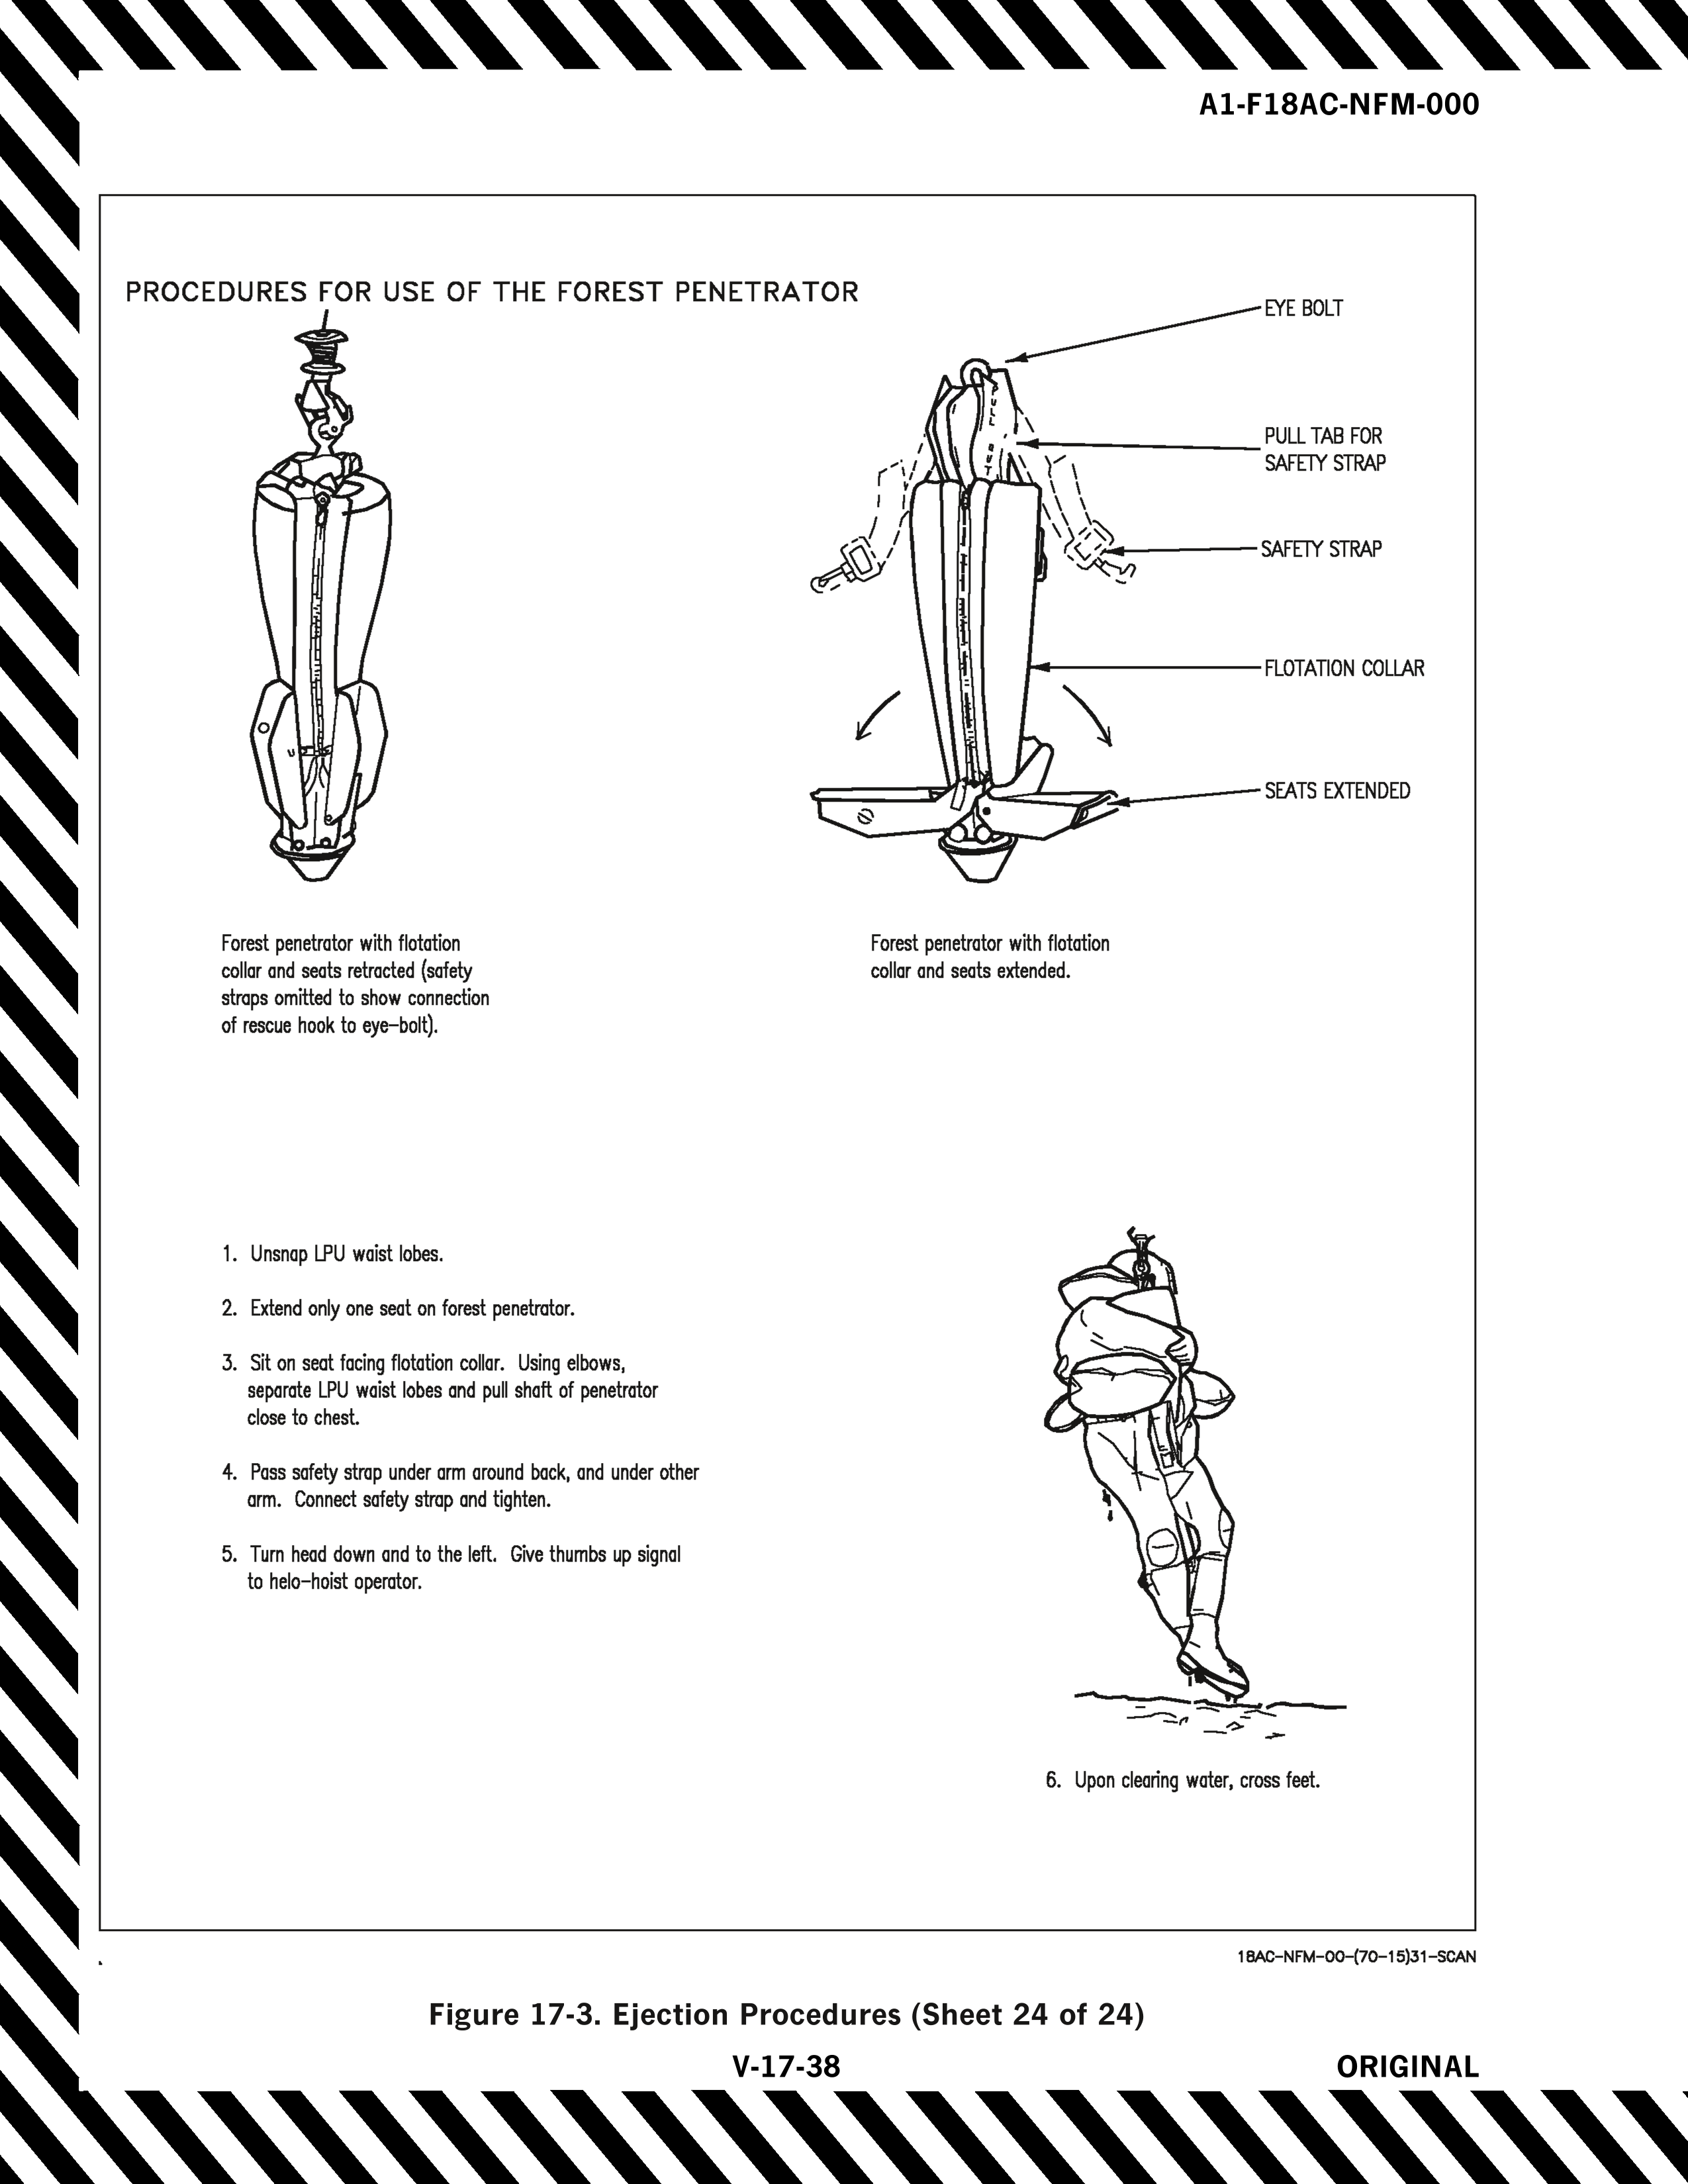 A1-F18AC-NFM-000
PROCEDURES FOR USE OF THE FOREST PENETRATOR
EYE BOLT
PULL TAB FOR
SAFETY STRAP
SAFETY STRAP
FLOTATION COLLAR
SEATS EXTENDED
Forest penetrator with flotation
collar and seats retracted (safety
straps omitted to show connection
of rescue hook to eye-bolt).
Forest penetrator with flotation
collar and seats extended.
1. Unsnap LPU waist lobes.
2. Extend only one seat on forest penetrator.
3. Sit on seat facing flotation collar. Using elbows,
separate LPU waist lobes and pull shaft of penetrator
close to chest.
4. Pass safety strap under arm around back, and under other
arm. Connect safety strap and tighten.
5. Turn head down and to the left. Give thumbs up signal
to helo-hoist operator.
6. Upon clearing water, cross feet.
18AC-NFM-00-(70-15)31-SCAN
Figure 17-3. Ejection Procedures (Sheet 24 of 24)
V-17-38
ORIGINAL